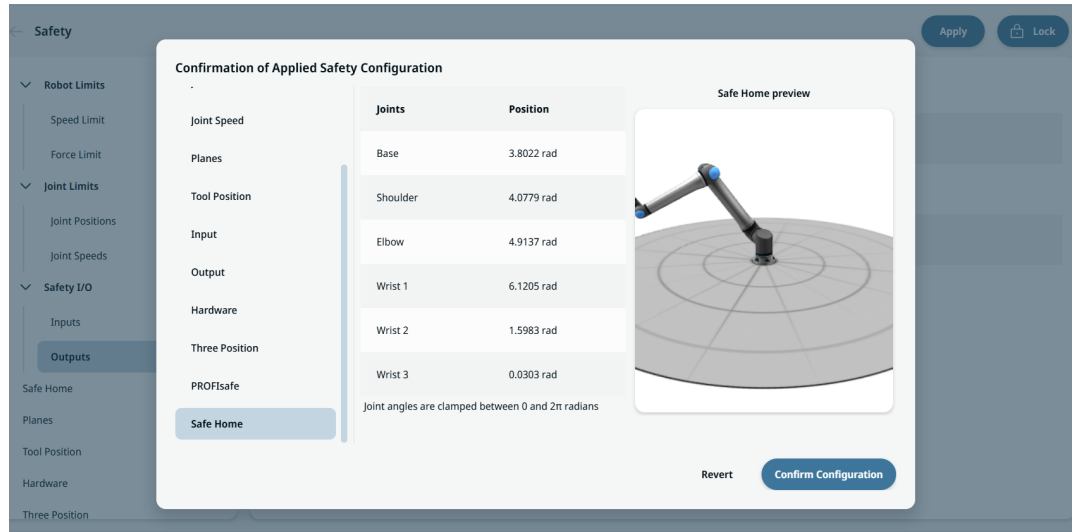 Safety
Apply
Lock
Robot Limits
Speed Limit
Force Limit
Joint Limits
Joint Positions
Joint Speeds
Safety I/O
Inputs
Outputs
Safe Home
Planes
Tool Position
Hardware
Three Position
Confirmation of Applied Safety Configuration
Joint Speed
Planes
Tool Position
Input
Output
Hardware
Three Position
PROFIsafe
Safe Home
Joints Position
Base 3.8022 rad
Shoulder 4.0779 rad
Elbow 4.9137 rad
Wrist 1 6.1205 rad
Wrist 2 1.5983 rad
Wrist 3 0.0303 rad
Joint angles are clamped between 0 and 2π radians
Safe Home preview
Revert
Confirm Configuration